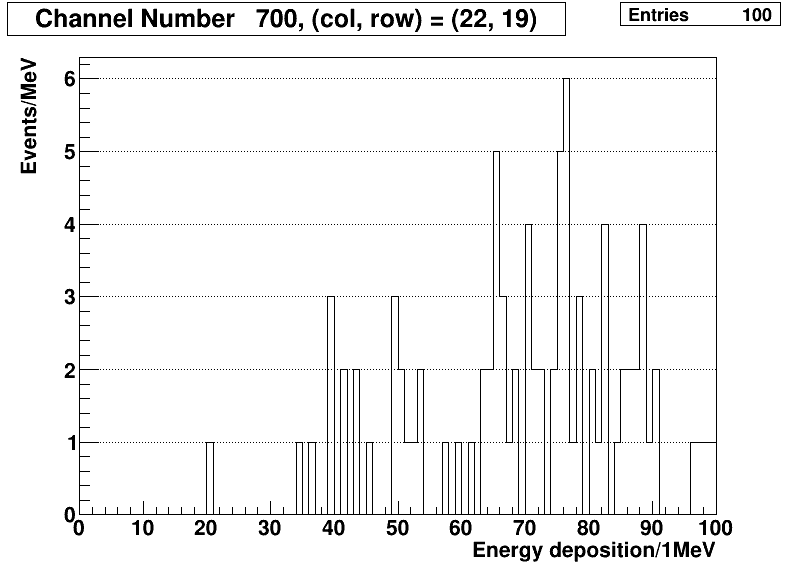 Channel Number 700, (col, row) = (22, 19)
Entries 100
Events/MeV
6
5
4
3
2
1
0
0 10 20 30 40 50 60 70 80 90 100
Energy deposition/1MeV